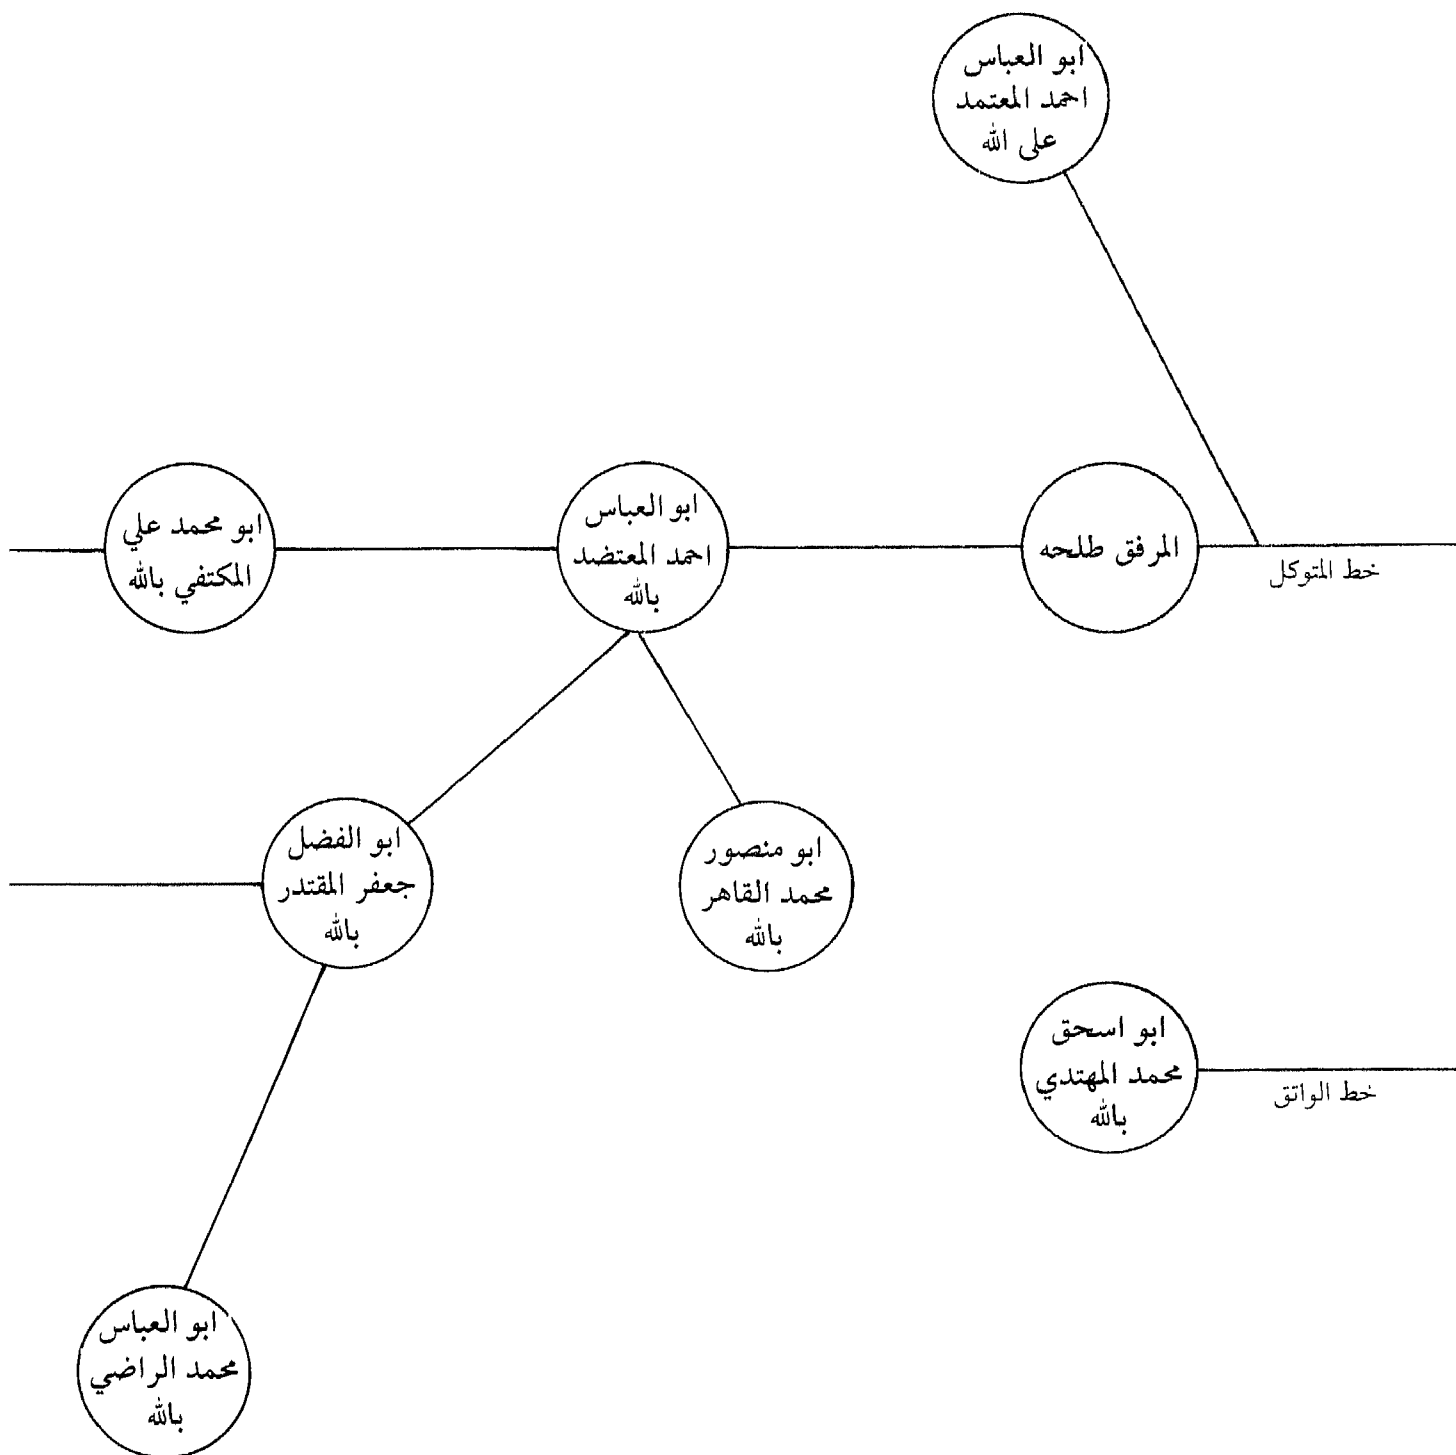 ابو العباس
احمد المعتمد
على الله
خط المتوكل
المرفق طلحه
ابو العباس
احمد المعتضد
بالله
ابو محمد علي
المكتفي بالله
ابو منصور
محمد القاهر
بالله
ابو الفضل
جعفر المقتدر
بالله
خط الواتق
ابو اسحق
محمد المهتدي
بالله
ابو العباس
محمد الراضي
بالله